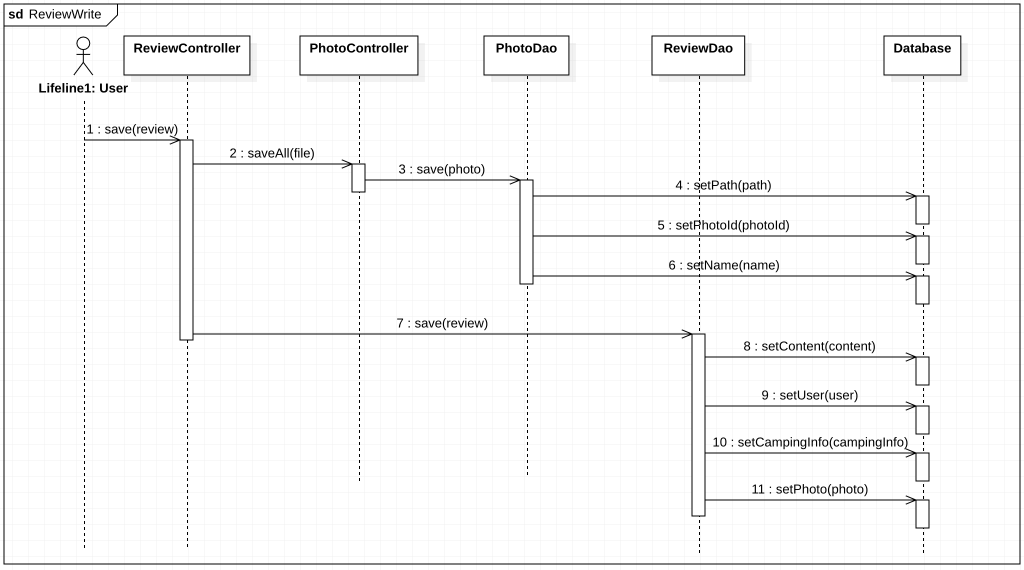 sd ReviewWrite
ReviewController
PhotoController
PhotoDao
ReviewDao
Database
Lifeline1: User
1 : save(review)
2 : saveAll(file)
3 : save(photo)
4 : setPath(path)
5 : setPhotoId(photoId)
6 : setName(name)
7 : save(review)
8 : setContent(content)
9 : setUser(user)
10 : setCampingInfo(campingInfo)
11 : setPhoto(photo)